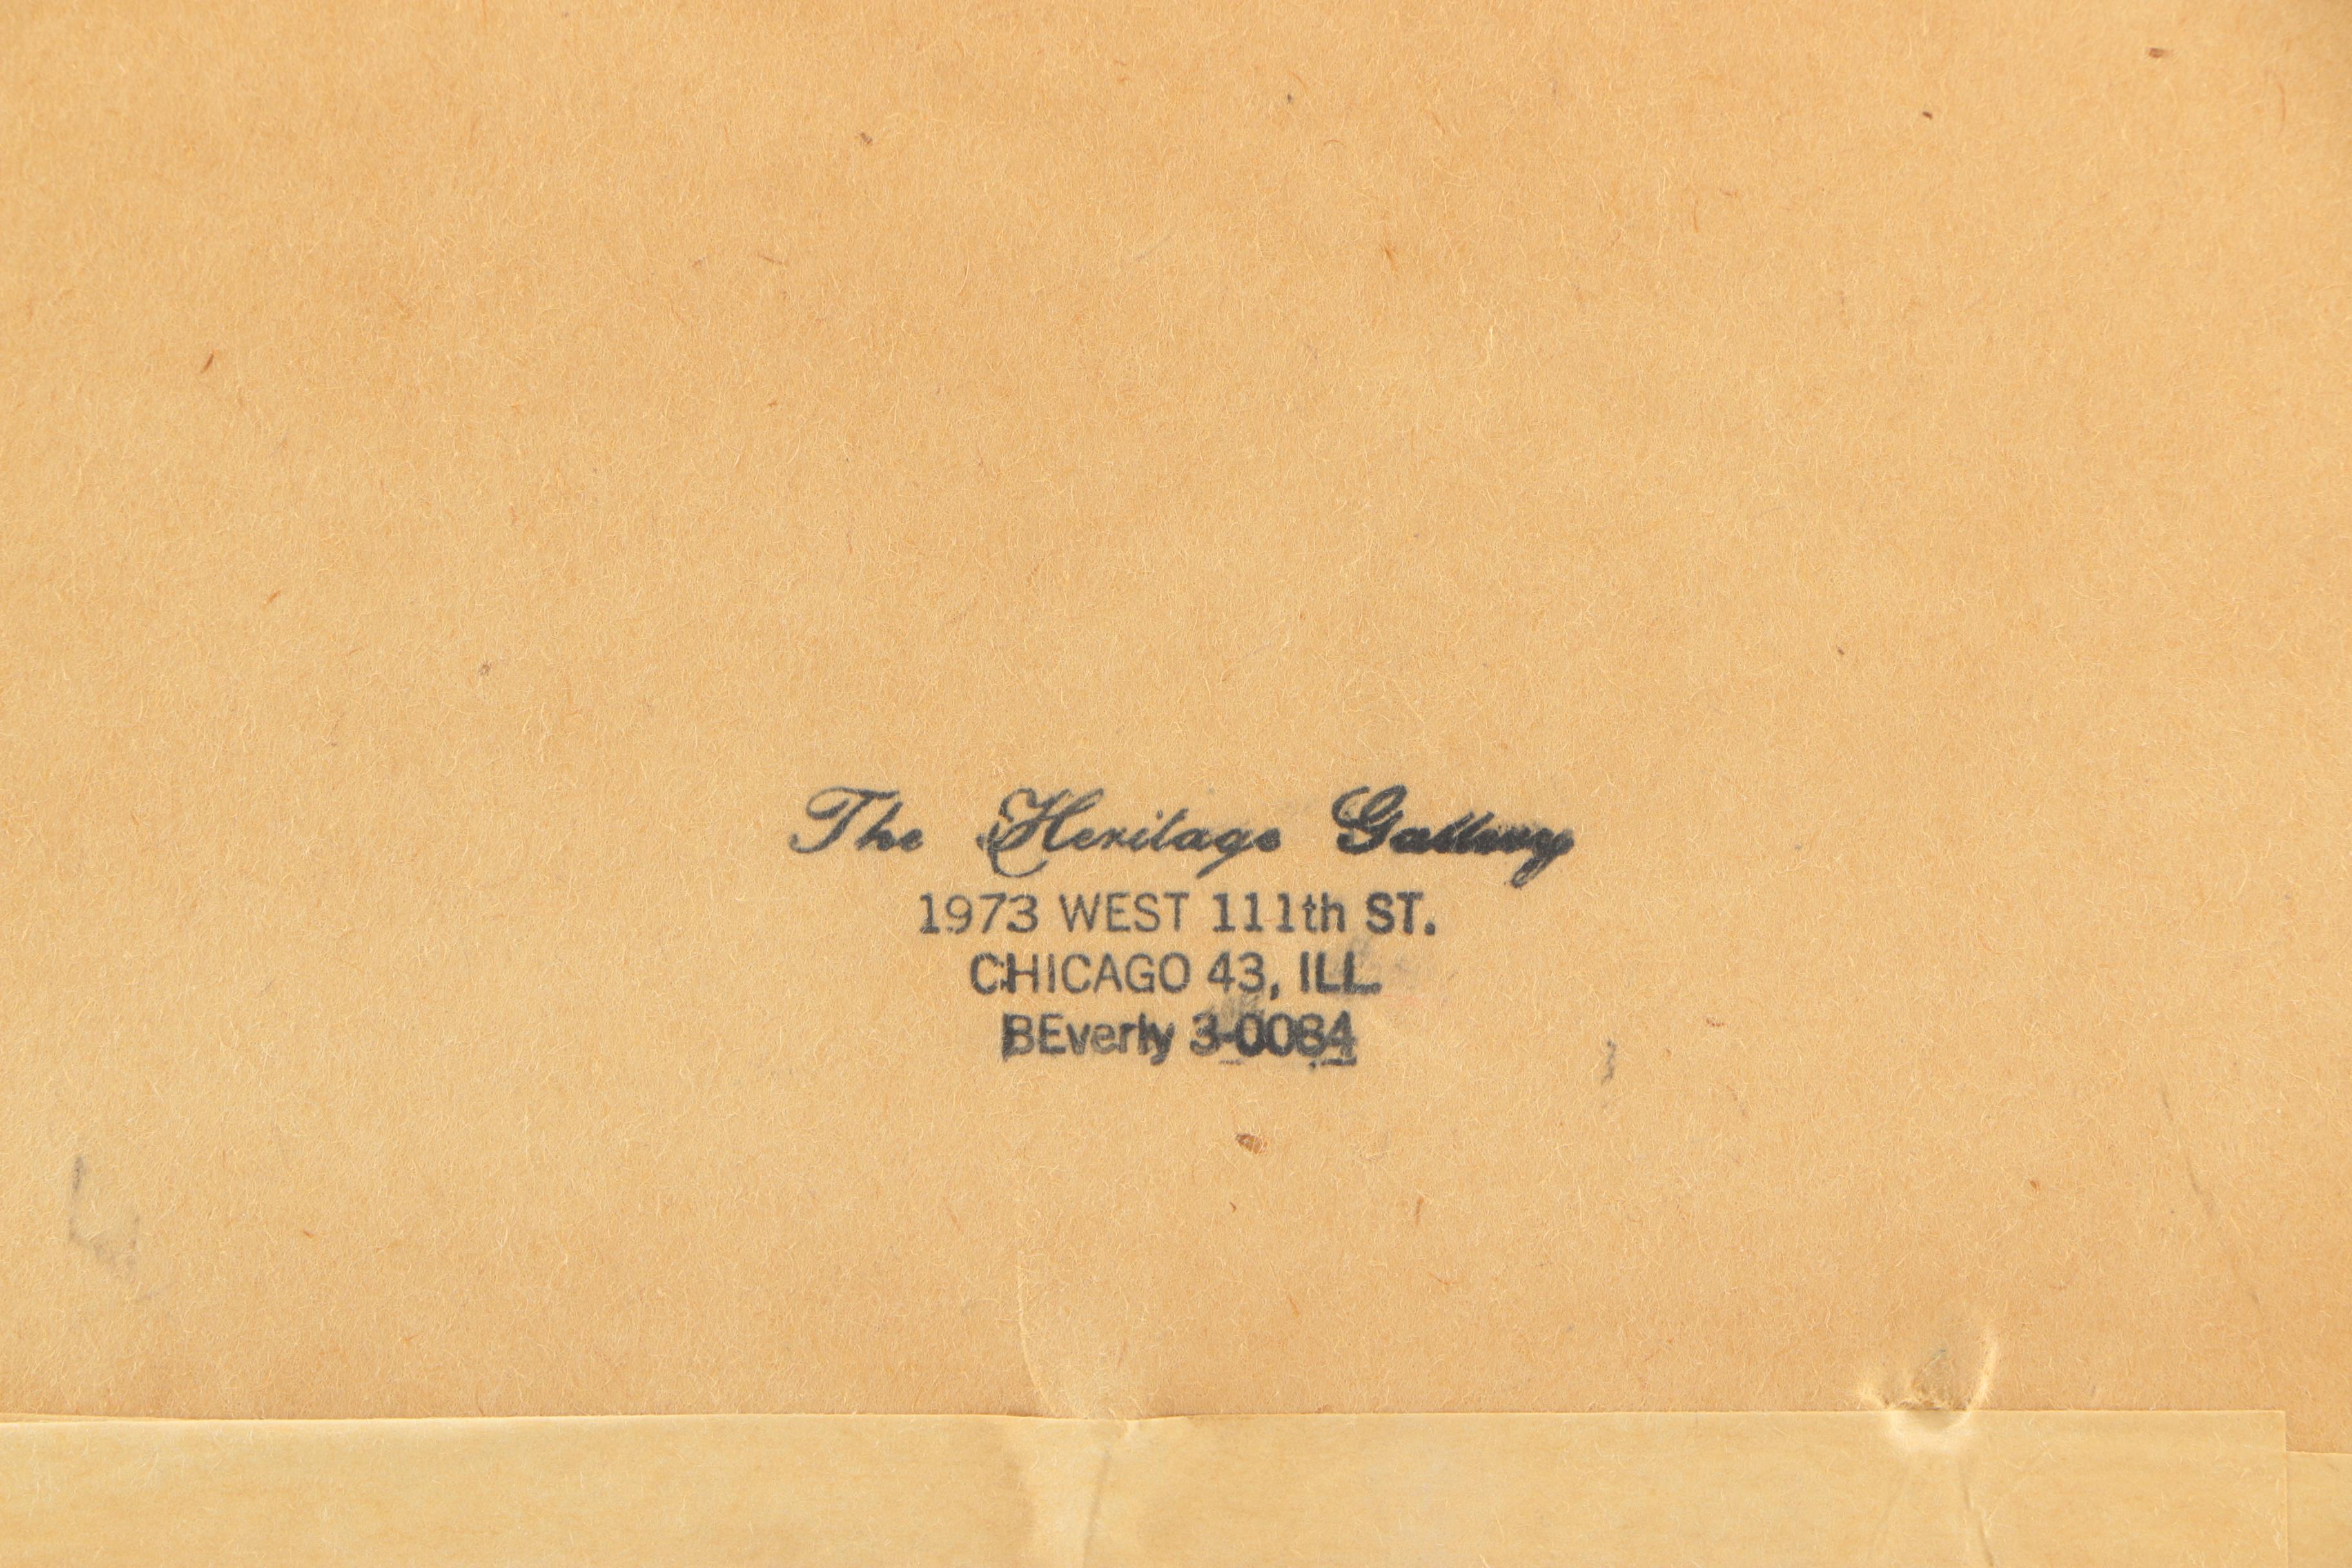 The Heritage Gallery
1973 WEST 111th ST.
CHICAGO 43, ILL.
BEverly 3-0084